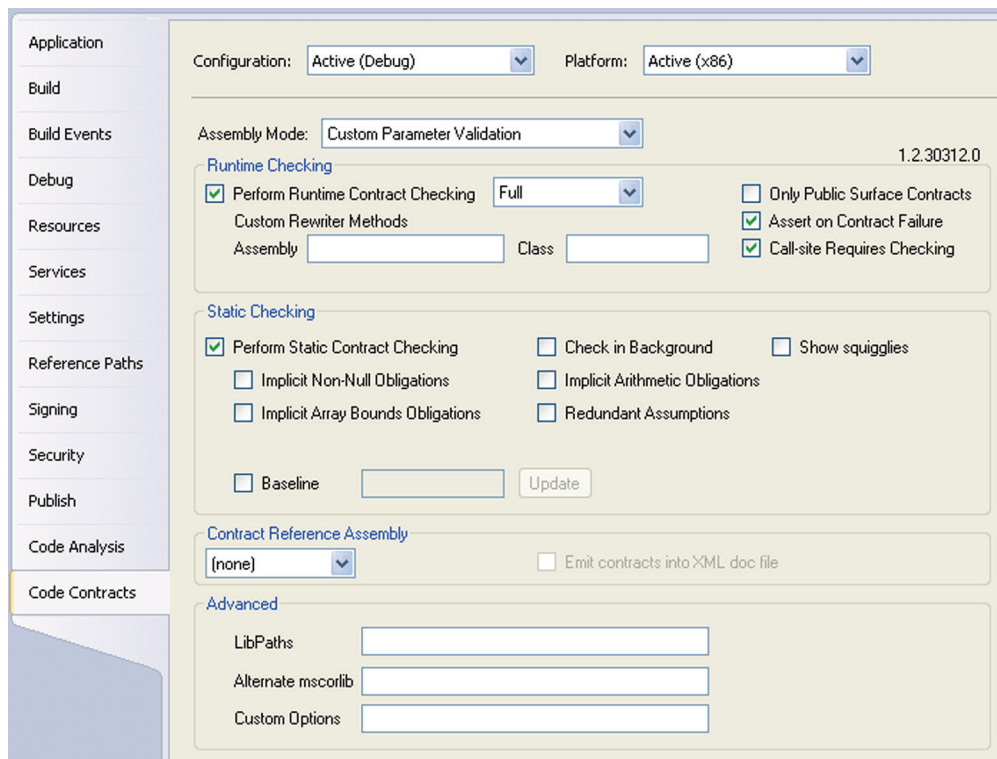 Application
Build
Build Events
Debug
Resources
Services
Settings
Reference Paths
Signing
Security
Publish
Code Analysis
Code Contracts
Configuration: Active (Debug) Platform: Active (x86)
Assembly Mode: Custom Parameter Validation
1.2.30312.0
Runtime Checking
Perform Runtime Contract Checking Full Only Public Surface Contracts
Custom Rewriter Methods Assert on Contract Failure
Assembly Class Call-site Requires Checking
Static Checking
Perform Static Contract Checking Check in Background Show squigglies
Implicit Non-Null Obligations Implicit Arithmetic Obligations
Implicit Array Bounds Obligations Redundant Assumptions
Baseline Update
Contract Reference Assembly
(none) Emit contracts into XML doc file
Advanced
LibPaths
Alternate mscorlib
Custom Options